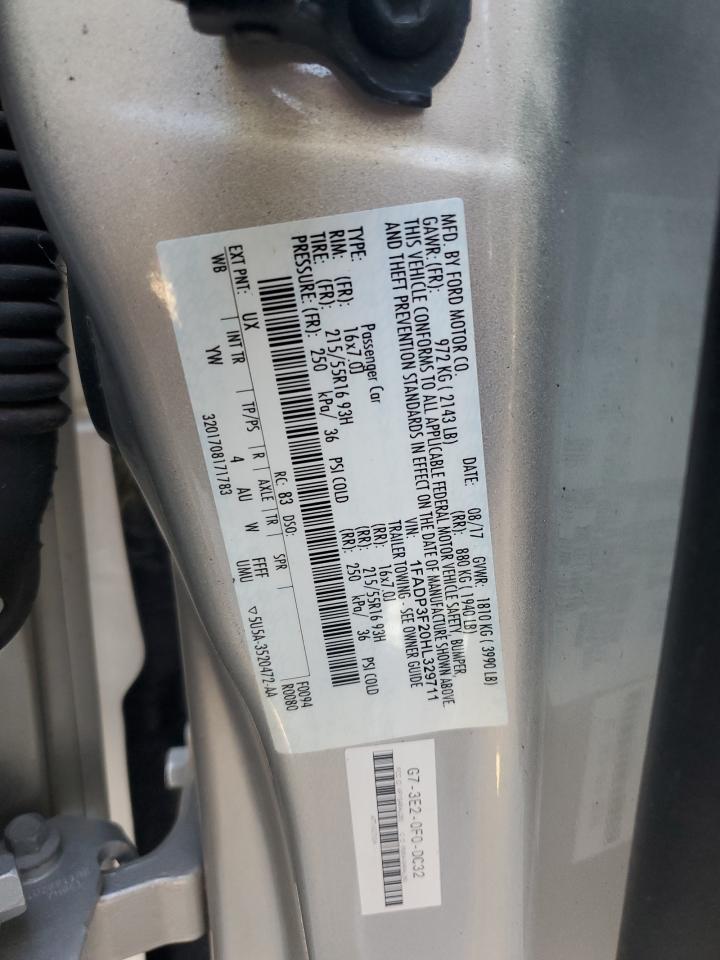 MFD. BY FORD MOTOR CO.
DATE: 08/17 GVWR: 1810 KG ( 3990 LB)
GAWR: (FR): 972 KG ( 2143 LB) (RR): 880 KG ( 1940 LB)
THIS VEHICLE CONFORMS TO ALL APPLICABLE FEDERAL MOTOR VEHICLE SAFETY, BUMPER,
AND THEFT PREVENTION STANDARDS IN EFFECT ON THE DATE OF MANUFACTURE SHOWN ABOVE
VIN: 1FADP3F20HL329711
TYPE: Passenger Car TRAILER TOWING - SEE OWNER GUIDE
RIM: (FR): 16x7.0J (RR): 16x7.0J
TIRE: (FR): 215/55R16 93H (RR): 215/55R16 93H
PRESSURE: (FR): 250 kPa/ 36 PSI COLD (RR): 250 kPa/ 36 PSI COLD
F0094
EXT PNT: UX RC: 83 DSO: R0080
WB INT TR TP/PS R AXLE TR SPR
YW 4 AU W FFFF
3201708171783 UMU ▽5U5A-3520472-AA
G7-3E2-0F0-DC32